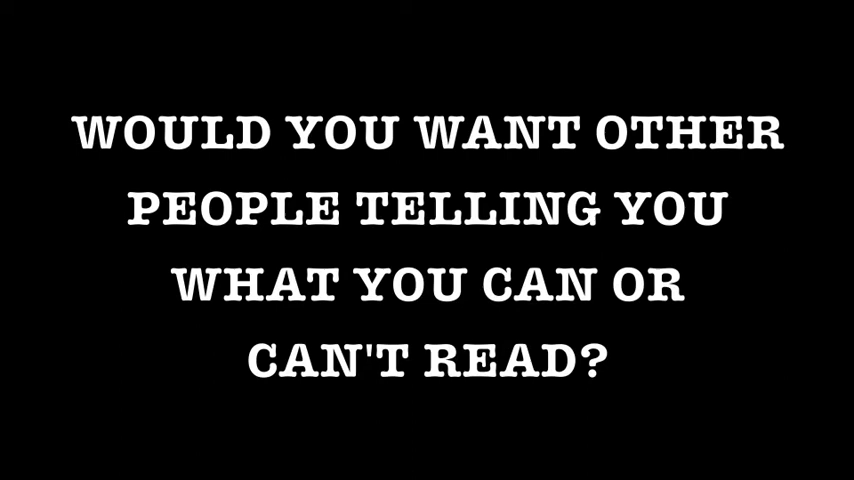 WOULD YOU WANT OTHER
PEOPLE TELLING YOU
WHAT YOU CAN OR
CAN'T READ?